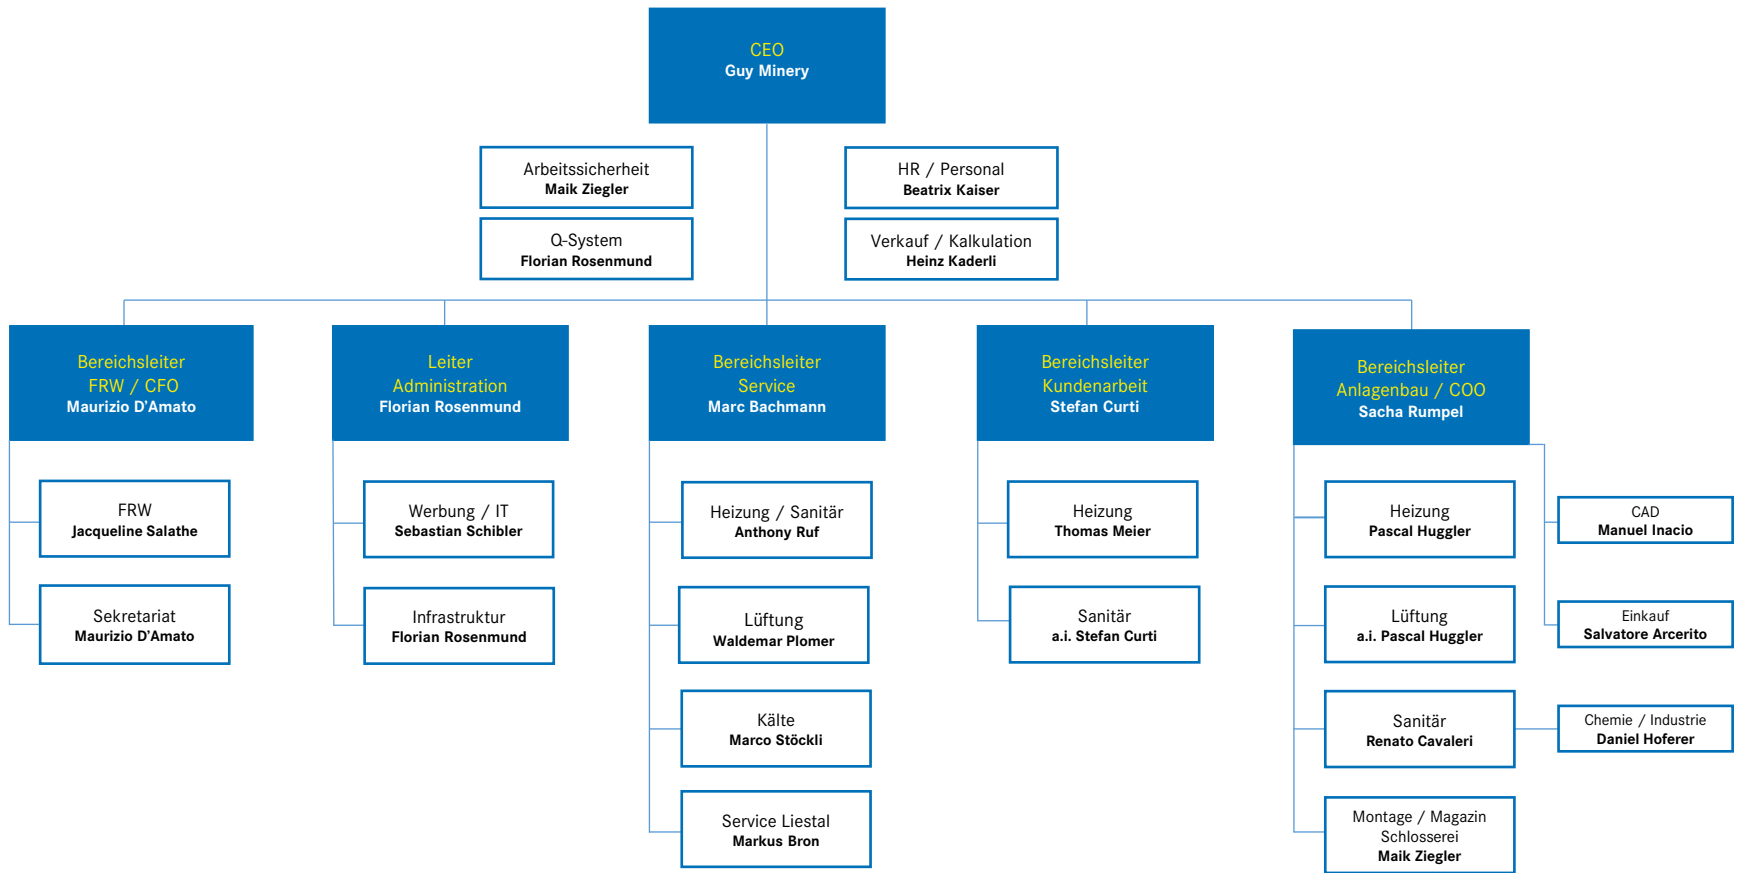 CEO
Guy Minery
Arbeitssicherheit
Maik Ziegler
HR / Personal
Beatrix Kaiser
Q-System
Florian Rosenmund
Verkauf / Kalkulation
Heinz Kaderli
Bereichsleiter
FRW / CFO
Maurizio D'Amato
Leiter
Administration
Florian Rosenmund
Bereichsleiter
Service
Marc Bachmann
Bereichsleiter
Kundenarbeit
Stefan Curti
Bereichsleiter
Anlagenbau / COO
Sacha Rumpel
FRW
Jacqueline Salathe
Sekretariat
Maurizio D'Amato
Werbung / IT
Sebastian Schibler
Infrastruktur
Florian Rosenmund
Heizung / Sanitär
Anthony Ruf
Lüftung
Waldemar Plomer
Kälte
Marco Stöckli
Service Liestal
Markus Bron
Heizung
Thomas Meier
Sanitär
a.i. Stefan Curti
Heizung
Pascal Huggler
Lüftung
a.i. Pascal Huggler
Sanitär
Renato Cavaleri
Montage / Magazin
Schlosserei
Maik Ziegler
CAD
Manuel Inacio
Einkauf
Salvatore Arcerito
Chemie / Industrie
Daniel Hoferer